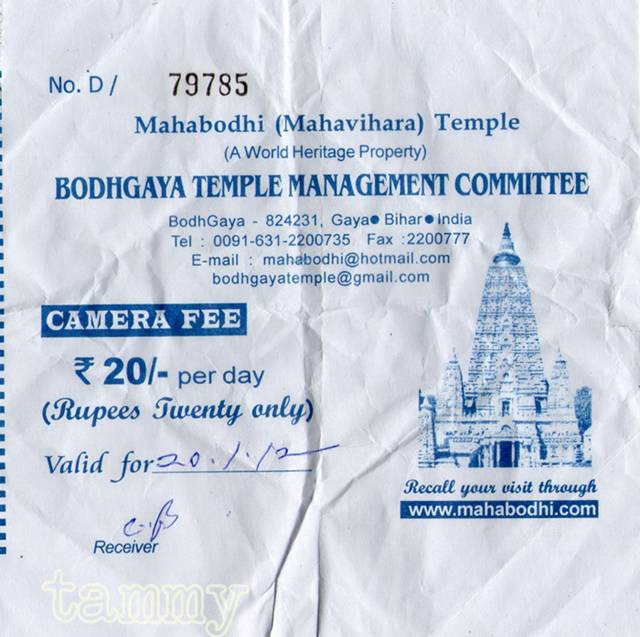 No. D / 79785
Mahabodhi (Mahavihara) Temple
(A World Heritage Property)
BODHGAYA TEMPLE MANAGEMENT COMMITTEE
BodhGaya - 824231, Gaya● Bihar● India
Tel : 0091-631-2200735 Fax :2200777
E-mail : mahabodhi@hotmail.com
bodhgayatemple@gmail.com
CAMERA FEE
₹ 20/- per day
(Rupees Twenty only)
Valid for 20.1.12
Receiver
Recall your visit through
www.mahabodhi.com
tammy